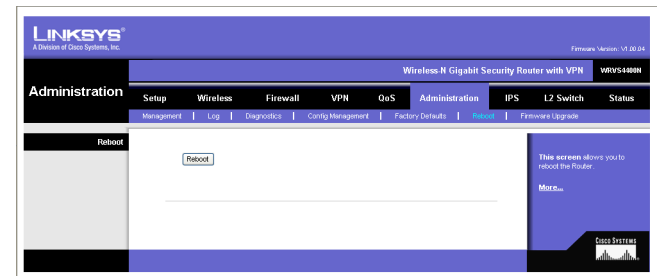 LINKSYS®
A Division of Cisco Systems, Inc.
Firmware Version: V1.00.04
Wireless-N Gigabit Security Router with VPN WRVS4400N
Administration
Setup Wireless Firewall VPN QoS Administration IPS L2 Switch Status
Management | Log | Diagnostics | Config Management | Factory Defaults | Reboot | Firmware Upgrade
Reboot
Reboot
This screen allows you to
reboot the Router.
More...
CISCO SYSTEMS